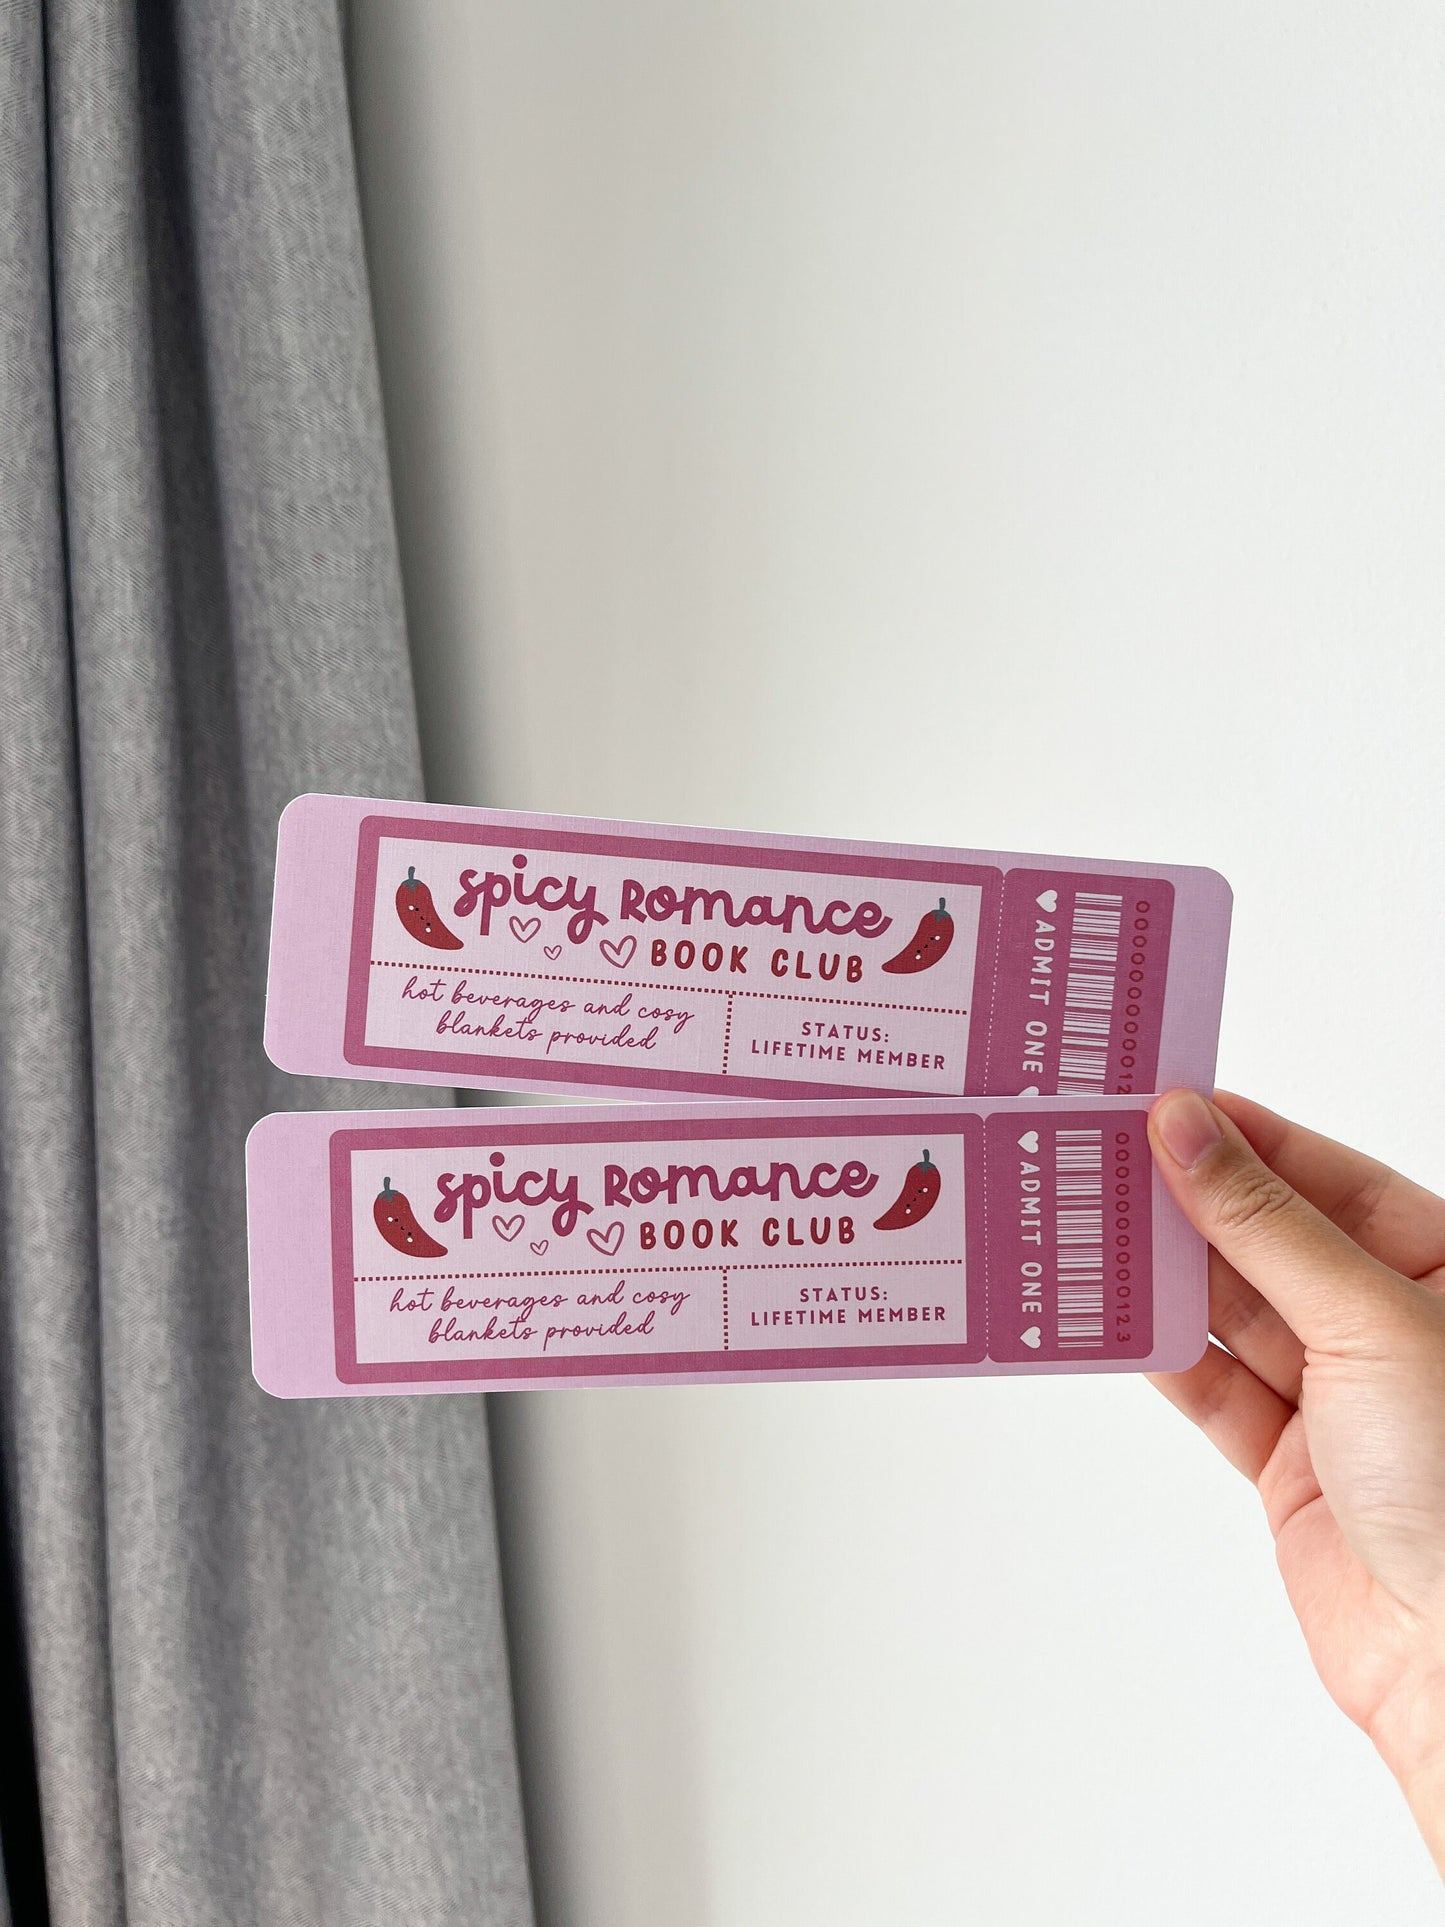 spicy Romance
BOOK CLUB
hot beverages and cosy
blankets provided
STATUS:
LIFETIME MEMBER
ADMIT ONE
spicy Romance
BOOK CLUB
hot beverages and cosy
blankets provided
STATUS:
LIFETIME MEMBER
ADMIT ONE